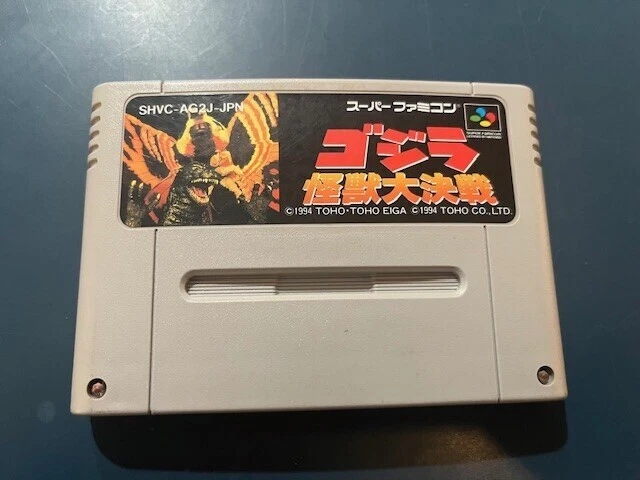 SHVC-AG2J-JPN
スーパーファミコン
ゴジラ
怪獣大決戦
©1994 TOHO・TOHO EIGA ©1994 TOHO CO., LTD.